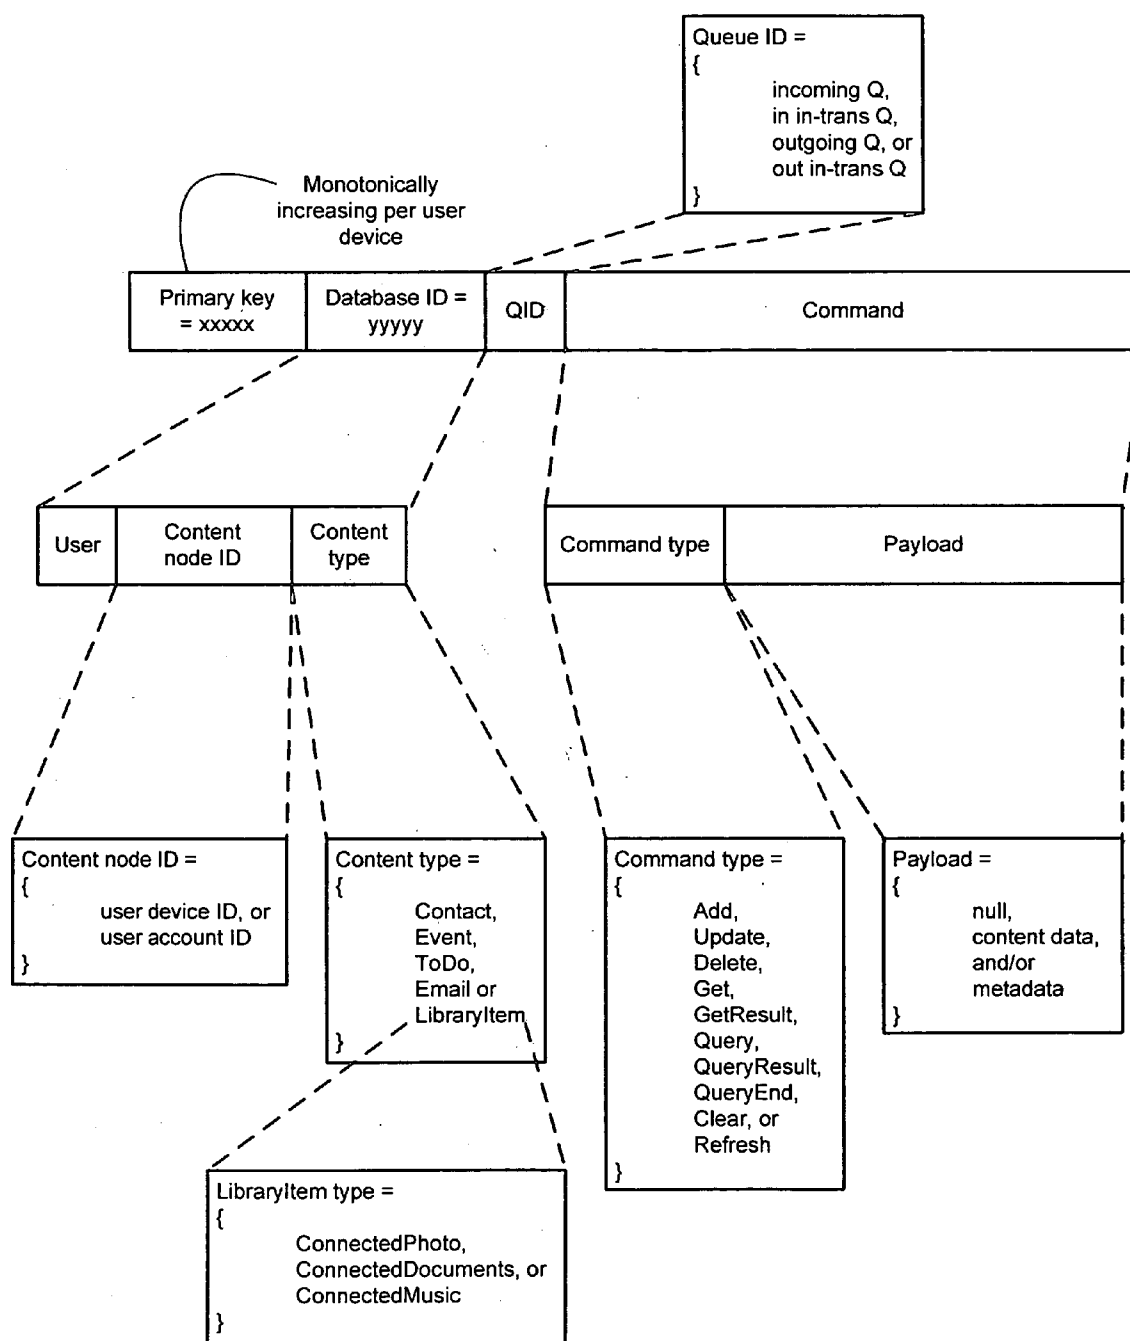 Queue ID =
{
incoming Q,
in in-trans Q,
outgoing Q, or
out in-trans Q
}
Monotonically
increasing per user
device
Primary key
= xxxxx
Database ID =
yyyyy
QID
Command
User
Content
node ID
Content
type
Command type
Payload
Content node ID =
{
user device ID, or
user account ID
}
Content type =
{
Contact,
Event,
ToDo,
Email or
LibraryItem
}
Command type =
{
Add,
Update,
Delete,
Get,
GetResult,
Query,
QueryResult,
QueryEnd,
Clear, or
Refresh
}
Payload =
{
null,
content data,
and/or
metadata
}
LibraryItem type =
{
ConnectedPhoto,
ConnectedDocuments, or
ConnectedMusic
}